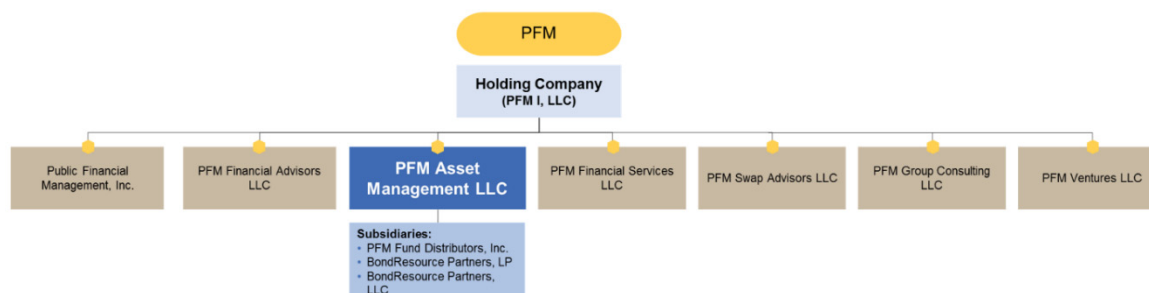 PFM
Holding Company
(PFM I, LLC)
Public Financial
Management, Inc.
PFM Financial Advisors
LLC
PFM Asset
Management LLC
PFM Financial Services
LLC
PFM Swap Advisors LLC
PFM Group Consulting
LLC
PFM Ventures LLC
Subsidiaries:
• PFM Fund Distributors, Inc.
• BondResource Partners, LP
• BondResource Partners,
LLC